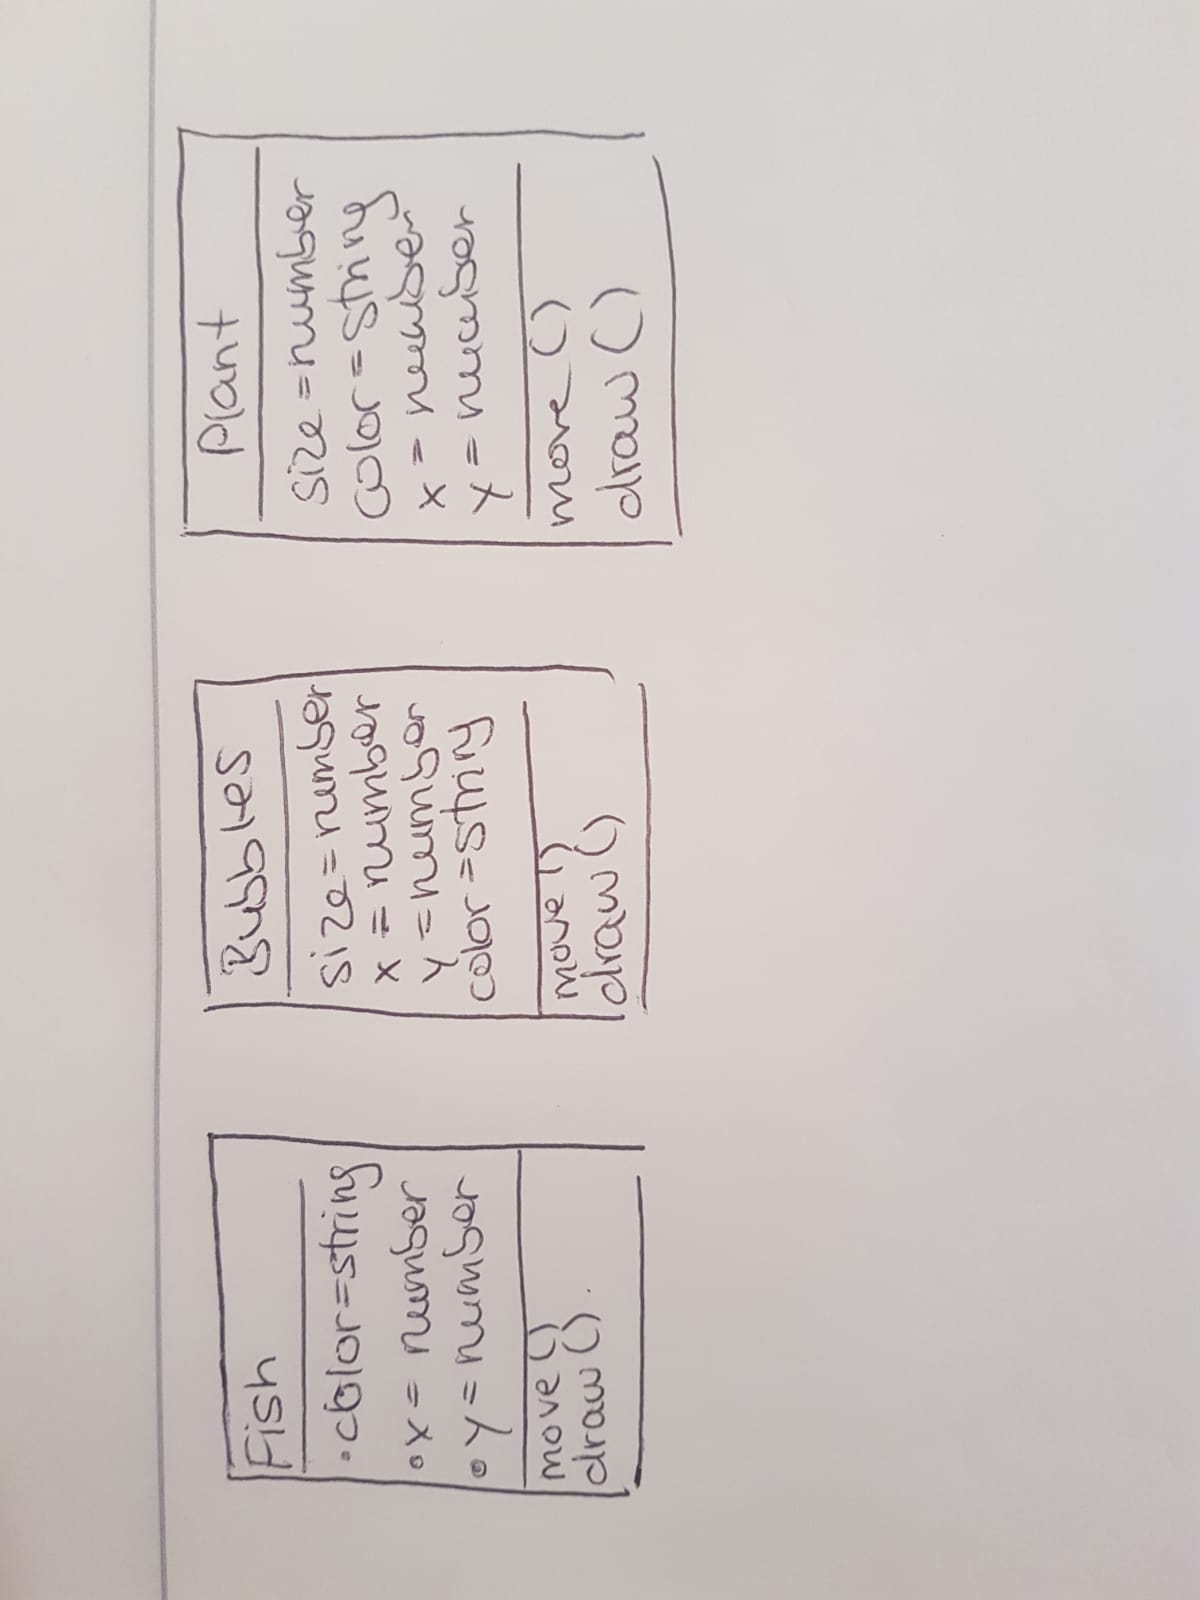 Fish
• color=string
• x = number
• y = number
move()
draw().
Bubbles
size=number
x = number
y = number
color=string
move()
draw()
Plant
size=number
color=string
x = number
y = number
move()
draw()